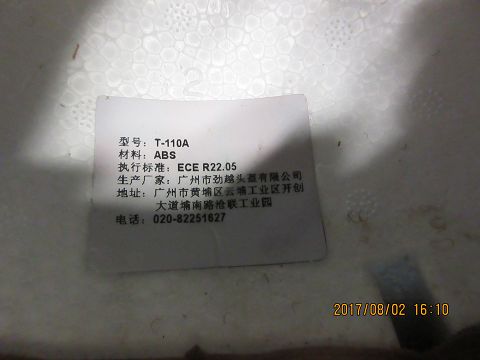 型号：T-110A
材料：ABS
执行标准：ECE R22.05
生产厂家：广州市劲越头盔有限公司
地址：广州市黄埔区云埔工业区开创
大道埔南路沧联工业园
电话：020-82251627
2017/08/02 16:10